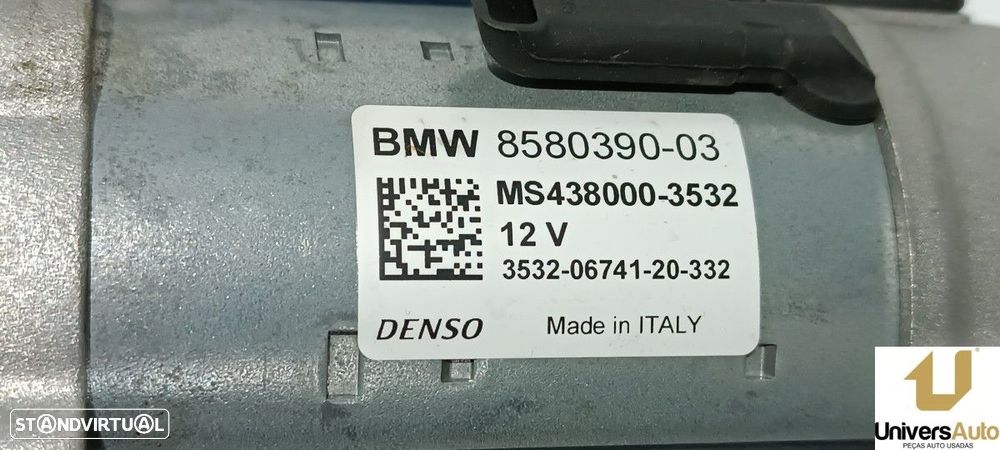 BMW 8580390-03
MS438000-3532
12 V
3532-06741-20-332
DENSO Made in ITALY
STANDVIRTUAL
UniversAuto
PEÇAS AUTO USADAS